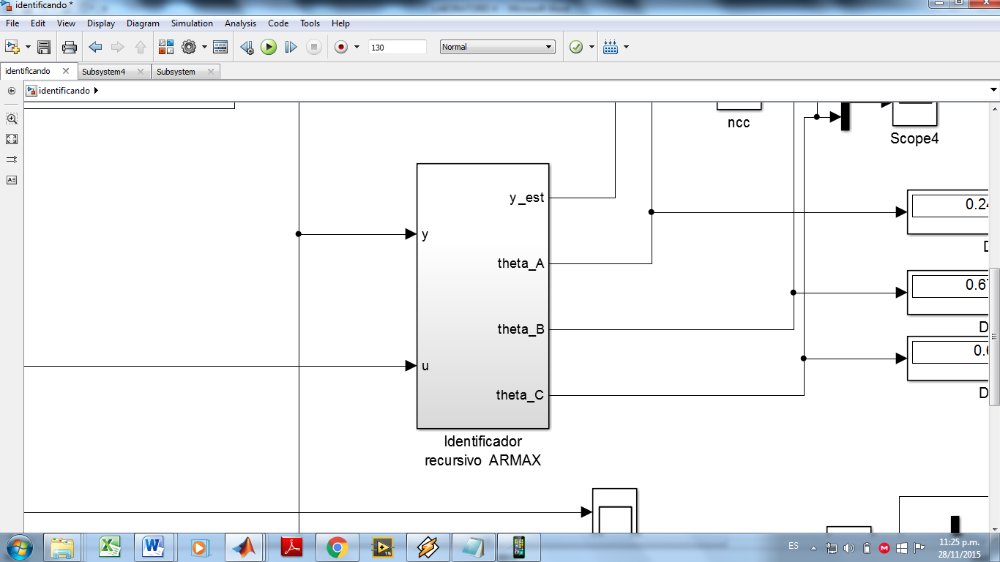 identificando *
File Edit View Display Diagram Simulation Analysis Code Tools Help
130 Normal
identificando Subsystem4 Subsystem
identificando
ncc
Scope4
y_est
0.24
y
theta_A
0.67
theta_B
D
0.6
u
theta_C
D
Identificador
recursivo ARMAX
ES
11:25 p.m.
28/11/2015